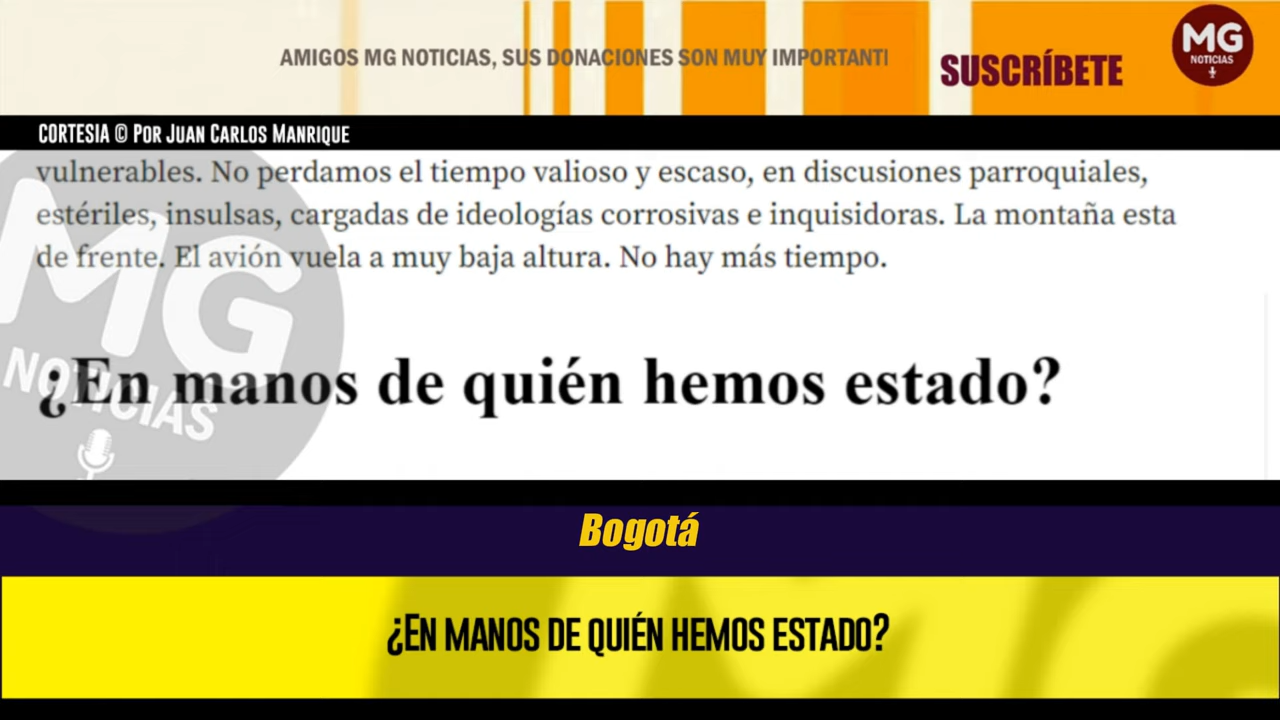 AMIGOS MG NOTICIAS, SUS DONACIONES SON MUY IMPORTANTI
SUSCRÍBETE
MG
NOTICIAS
CORTESIA © POR JUAN CARLOS MANRIQUE
vulnerables. No perdamos el tiempo valioso y escaso, en discusiones parroquiales,
estériles, insulsas, cargadas de ideologías corrosivas e inquisidoras. La montaña esta
de frente. El avión vuela a muy baja altura. No hay más tiempo.
MG
NOTICIAS
¿En manos de quién hemos estado?
Bogotá
¿EN MANOS DE QUIÉN HEMOS ESTADO?